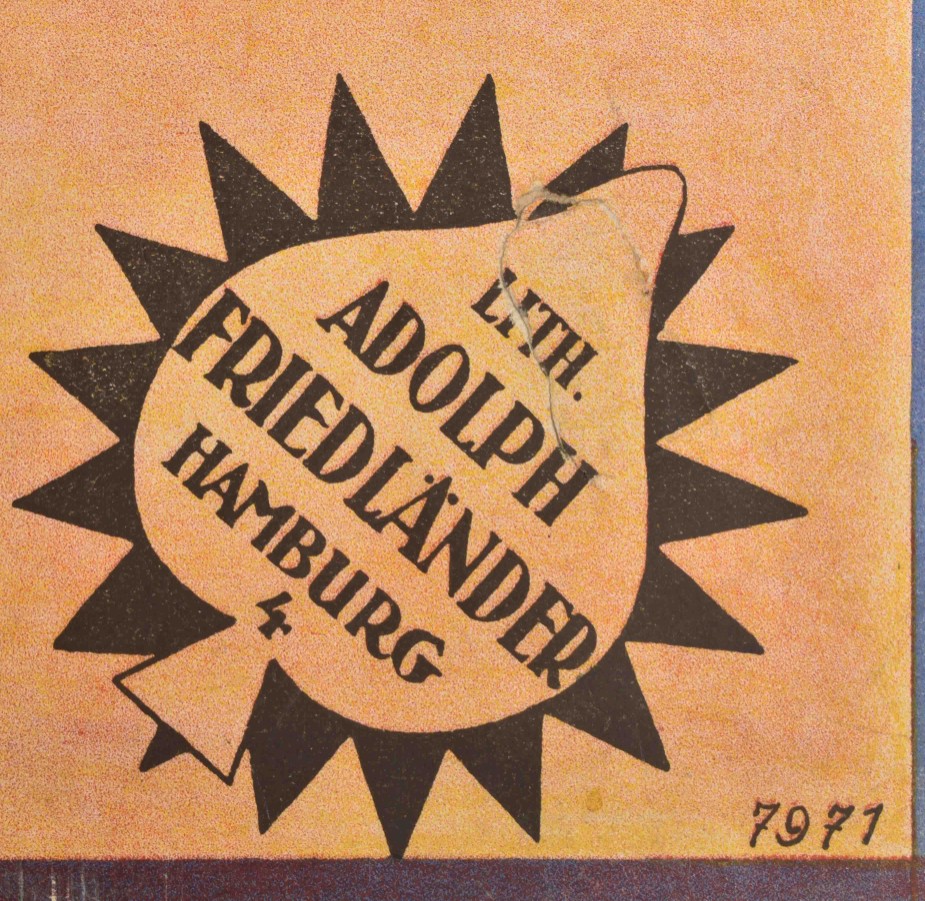 LITH.
ADOLPH
FRIEDLÄNDER
HAMBURG
4
7971